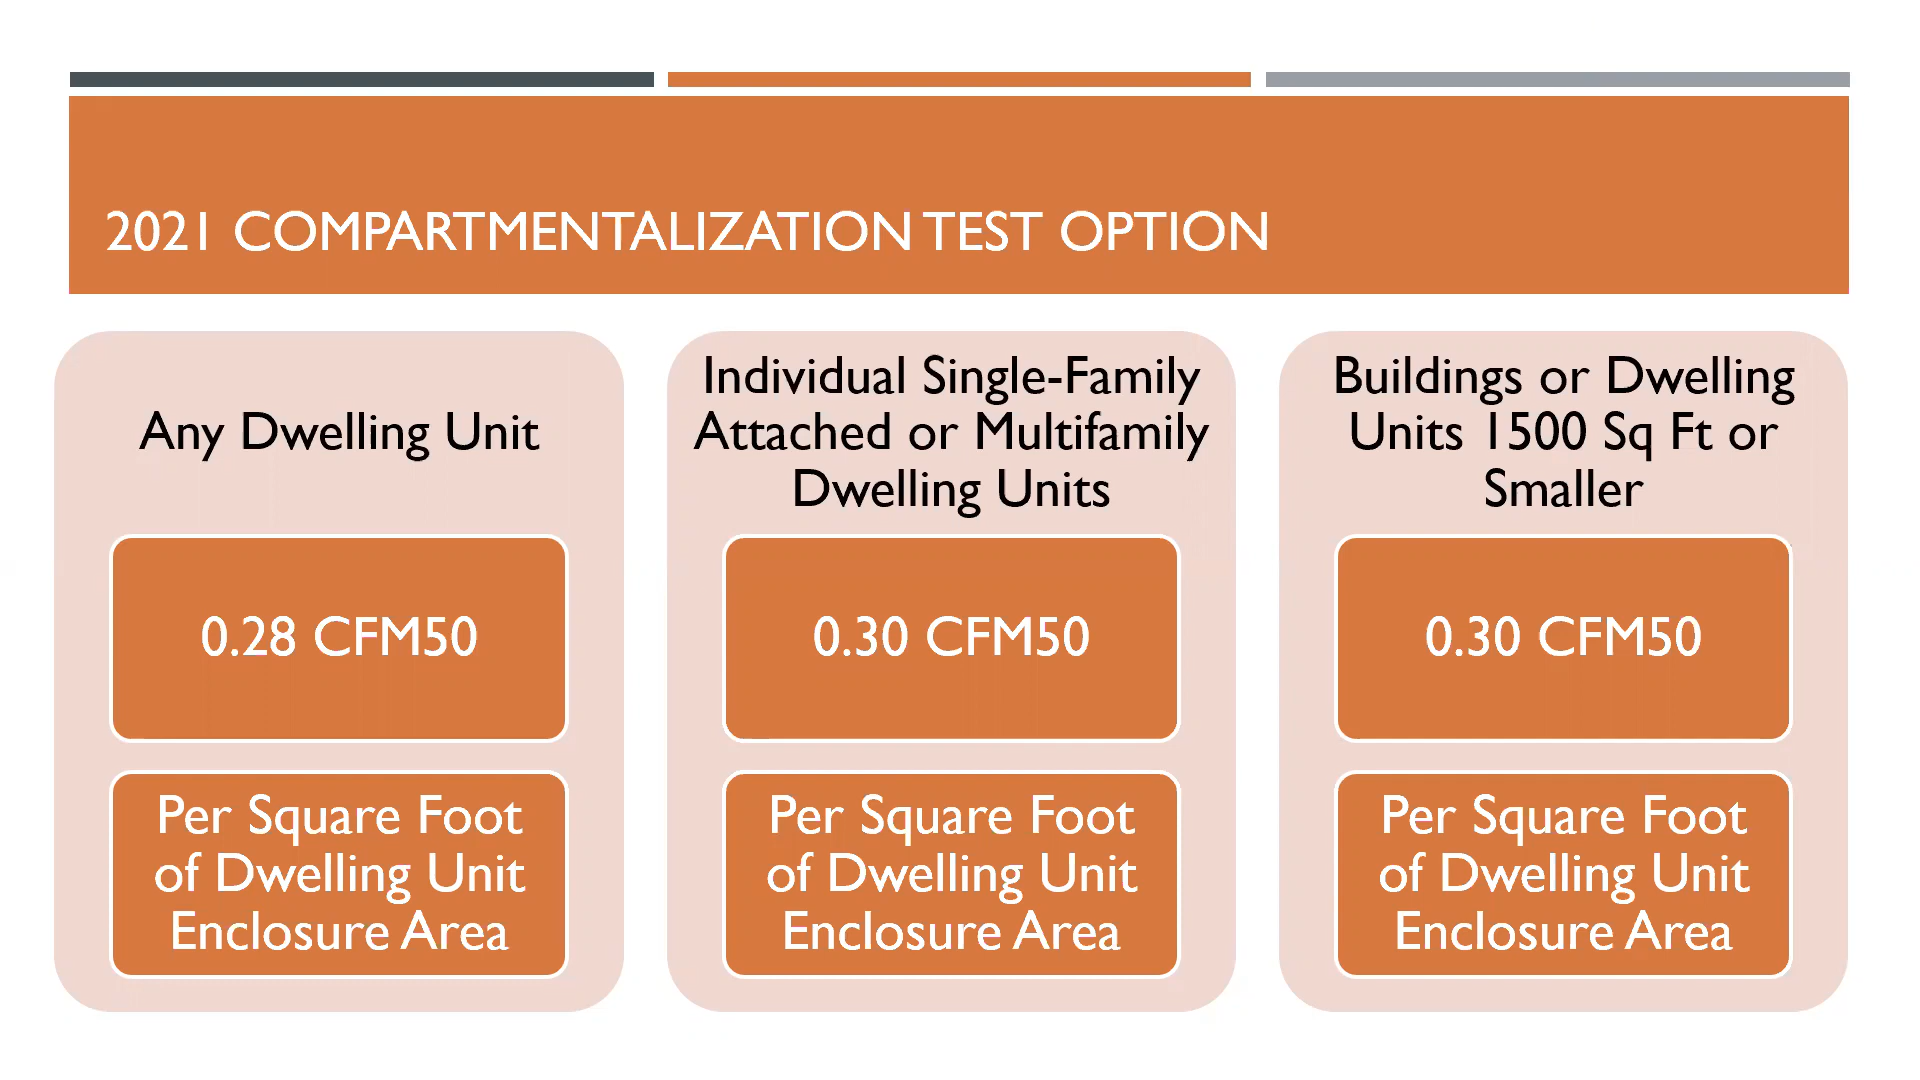 2021 COMPARTMENTALIZATION TEST OPTION
Any Dwelling Unit
0.28 CFM50
Per Square Foot
of Dwelling Unit
Enclosure Area
Individual Single-Family
Attached or Multifamily
Dwelling Units
0.30 CFM50
Per Square Foot
of Dwelling Unit
Enclosure Area
Buildings or Dwelling
Units 1500 Sq Ft or
Smaller
0.30 CFM50
Per Square Foot
of Dwelling Unit
Enclosure Area